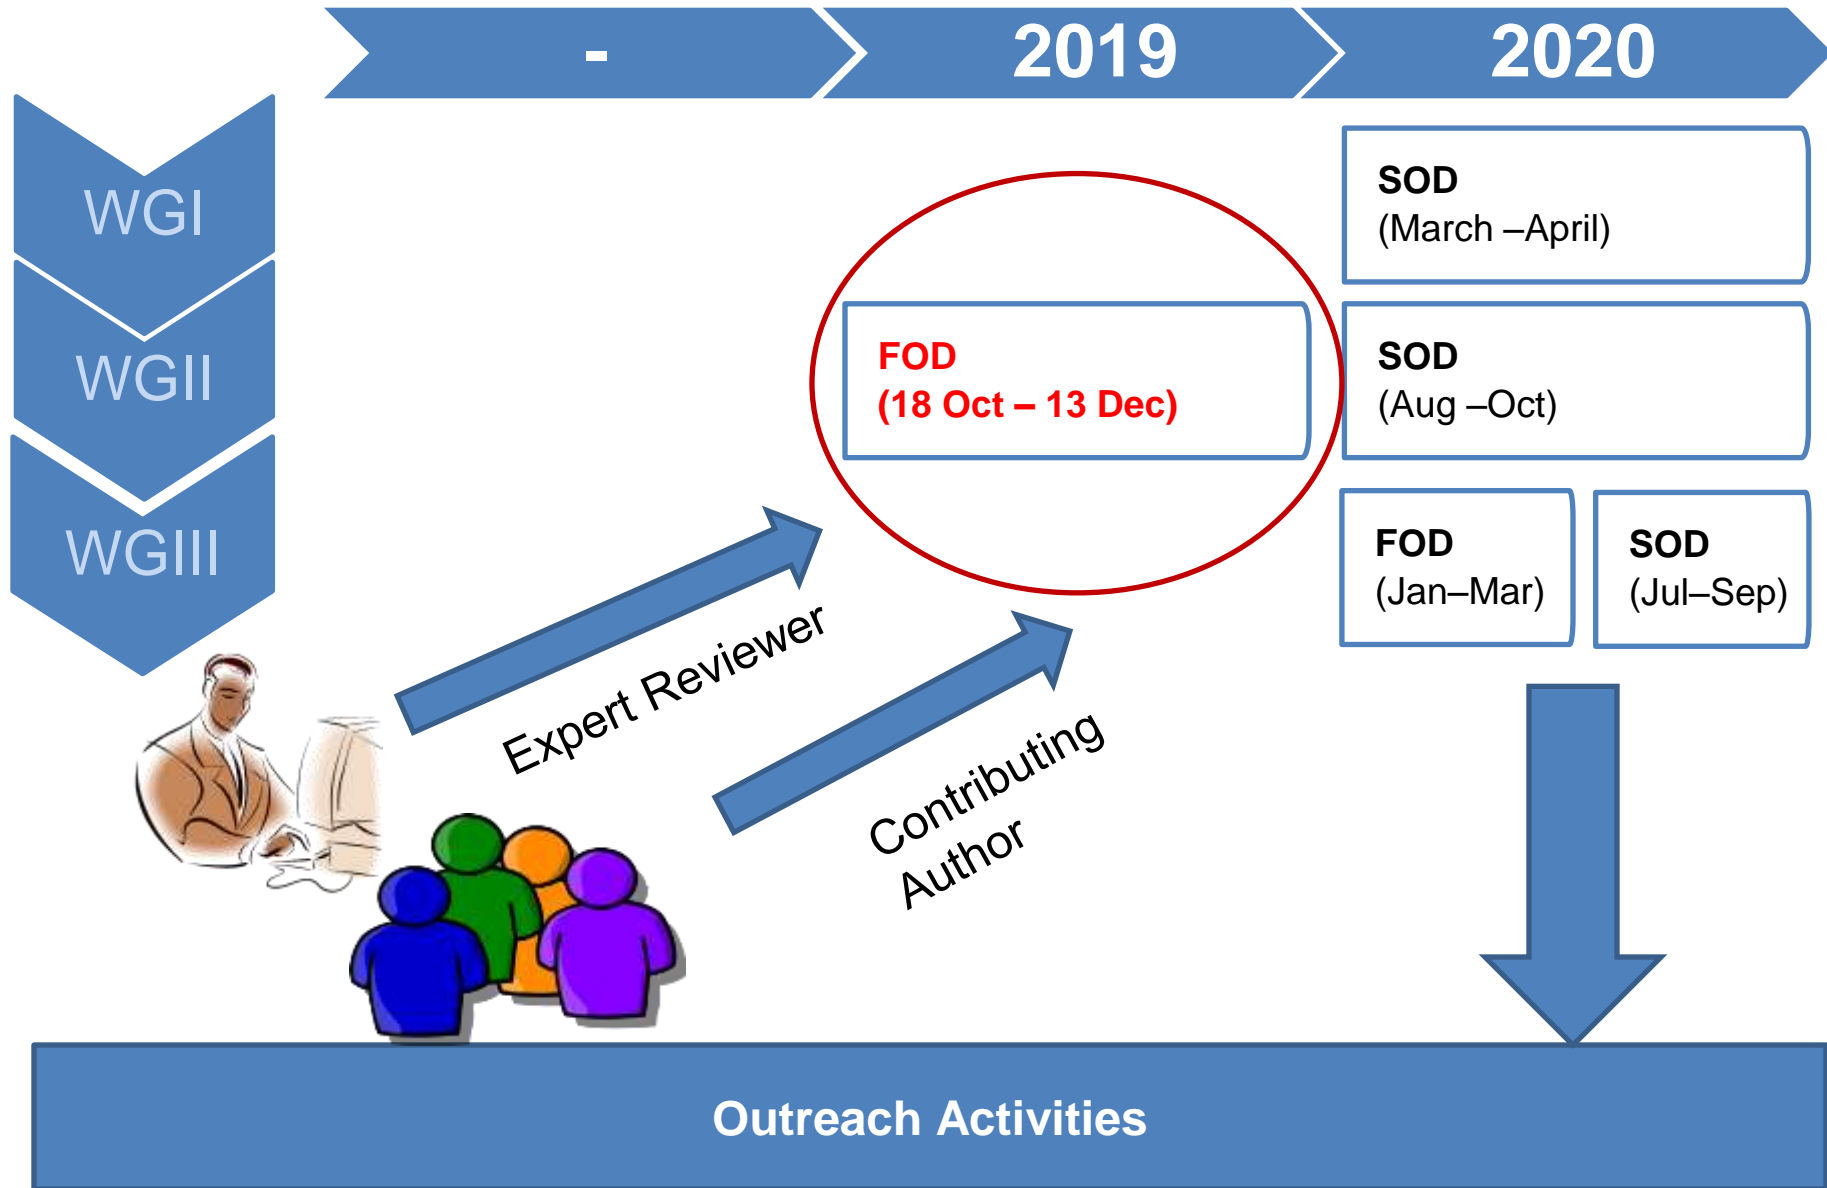 -
2019
2020
WGI
SOD
(March –April)
WGII
FOD
(18 Oct – 13 Dec)
SOD
(Aug –Oct)
WGIII
FOD
(Jan–Mar)
SOD
(Jul–Sep)
Expert Reviewer
Contributing
Author
Outreach Activities